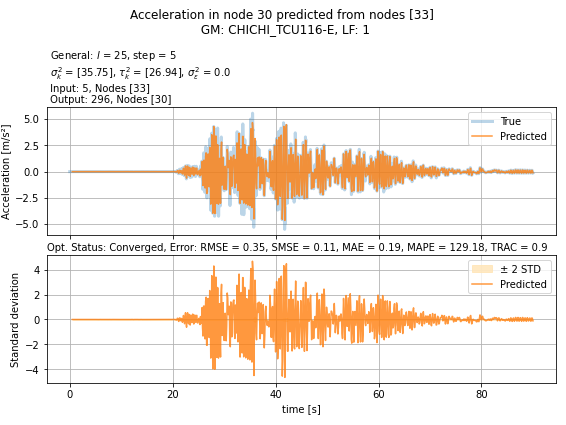 Acceleration in node 30 predicted from nodes [33]
GM: CHICHI_TCU116-E, LF: 1
General: l = 25, step = 5
σ²ₖ = [35.75], τ²ₖ = [26.94], σ²ε = 0.0
Input: 5, Nodes [33]
Output: 296, Nodes [30]
Acceleration [m/s²]
5.0
2.5
0.0
−2.5
−5.0
True
Predicted
Opt. Status: Converged, Error: RMSE = 0.35, SMSE = 0.11, MAE = 0.19, MAPE = 129.18, TRAC = 0.9
Standard deviation
4
2
0
−2
−4
± 2 STD
Predicted
0 20 40 60 80
time [s]